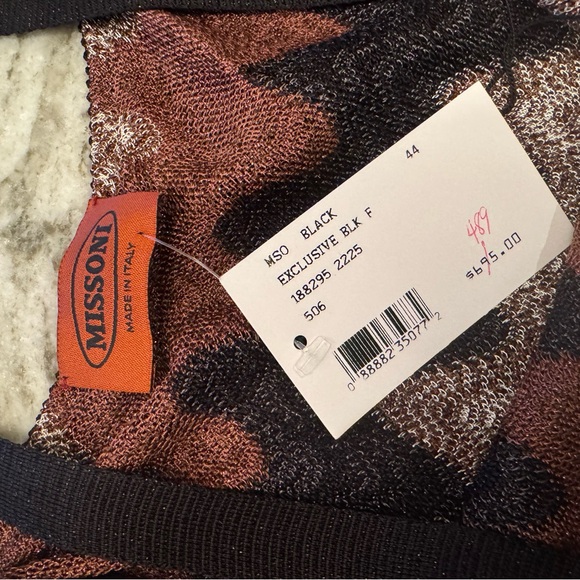 MISSONI
MADE IN ITALY
44
MSO BLACK
EXCLUSIVE BLK F
188295 2225
506
489
$695.00
0 88882 35077 2